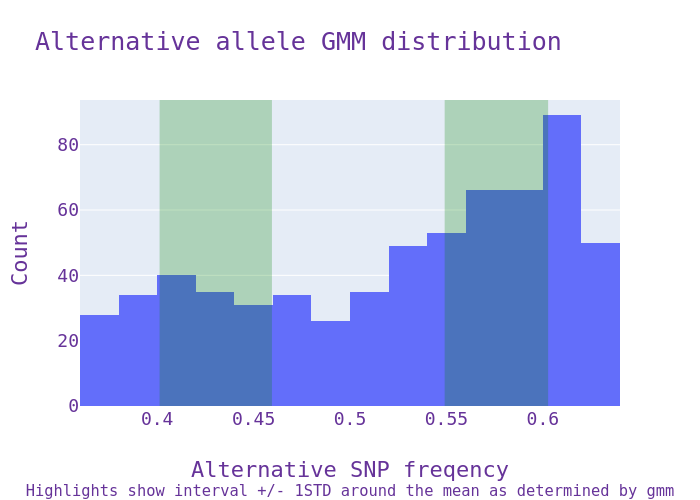 Alternative allele GMM distribution
80
60
40
20
0
Count
0.4
0.45
0.5
0.55
0.6
Alternative SNP freqency
Highlights show interval +/- 1STD around the mean as determined by gmm